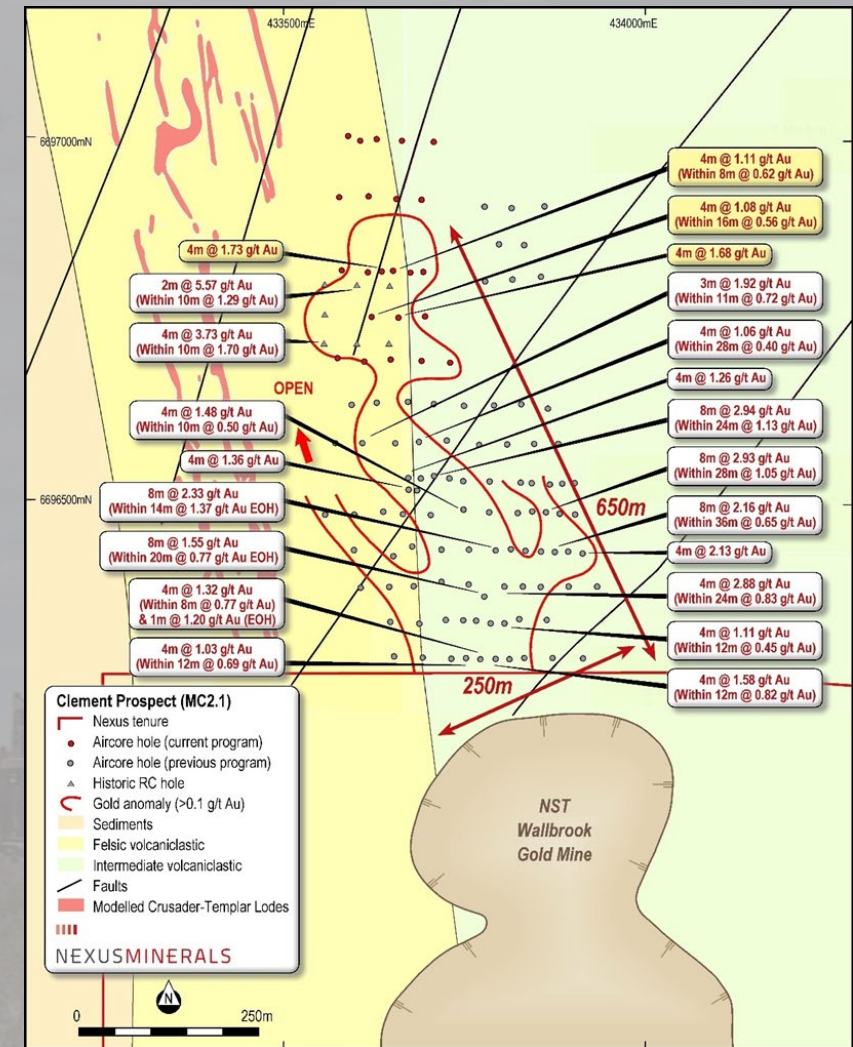 433500mE
434000mE
6697000mN
6696500mN
4m @ 1.73 g/t Au
2m @ 5.57 g/t Au
(Within 10m @ 1.29 g/t Au)
4m @ 3.73 g/t Au
(Within 10m @ 1.70 g/t Au)
OPEN
4m @ 1.48 g/t Au
(Within 10m @ 0.50 g/t Au)
4m @ 1.36 g/t Au
8m @ 2.33 g/t Au
(Within 14m @ 1.37 g/t Au EOH)
8m @ 1.55 g/t Au
(Within 20m @ 0.77 g/t Au EOH)
4m @ 1.32 g/t Au
(Within 8m @ 0.77 g/t Au)
& 1m @ 1.20 g/t Au (EOH)
4m @ 1.03 g/t Au
(Within 12m @ 0.69 g/t Au)
4m @ 1.11 g/t Au
(Within 8m @ 0.62 g/t Au)
4m @ 1.08 g/t Au
(Within 16m @ 0.56 g/t Au)
4m @ 1.68 g/t Au
3m @ 1.92 g/t Au
(Within 11m @ 0.72 g/t Au)
4m @ 1.06 g/t Au
(Within 28m @ 0.40 g/t Au)
4m @ 1.26 g/t Au
8m @ 2.94 g/t Au
(Within 24m @ 1.13 g/t Au)
8m @ 2.93 g/t Au
(Within 28m @ 1.05 g/t Au)
8m @ 2.16 g/t Au
(Within 36m @ 0.65 g/t Au)
4m @ 2.13 g/t Au
4m @ 2.88 g/t Au
(Within 24m @ 0.83 g/t Au)
4m @ 1.11 g/t Au
(Within 12m @ 0.45 g/t Au)
4m @ 1.58 g/t Au
(Within 12m @ 0.82 g/t Au)
650m
250m
NST
Wallbrook
Gold Mine
Clement Prospect (MC2.1)
Nexus tenure
Aircore hole (current program)
Aircore hole (previous program)
Historic RC hole
Gold anomaly (>0.1 g/t Au)
Sediments
Felsic volcaniclastic
Intermediate volcaniclastic
Faults
Modelled Crusader-Templar Lodes
NEXUSMINERALS
N
0
250m